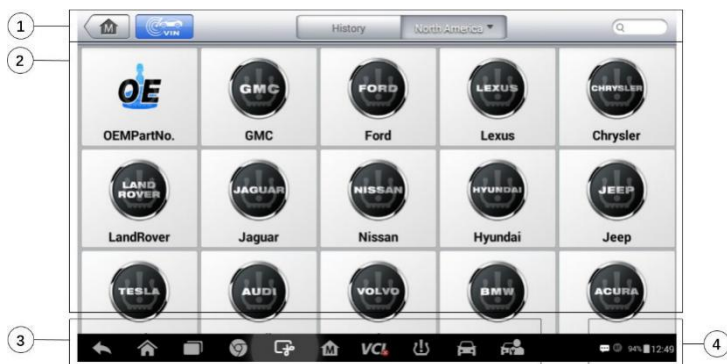 1
M
VIN
History
North America
2
OE
GMC
FORD
LEXUS
CHRYSLER
OEMPartNo.
GMC
Ford
Lexus
Chrysler
LAND ROVER
JAGUAR
NISSAN
HYUNDAI
JEEP
LandRover
Jaguar
Nissan
Hyundai
Jeep
TESLA
AUDI
VOLVO
BMW
ACURA
3
M
VCI
94%
12:49
4